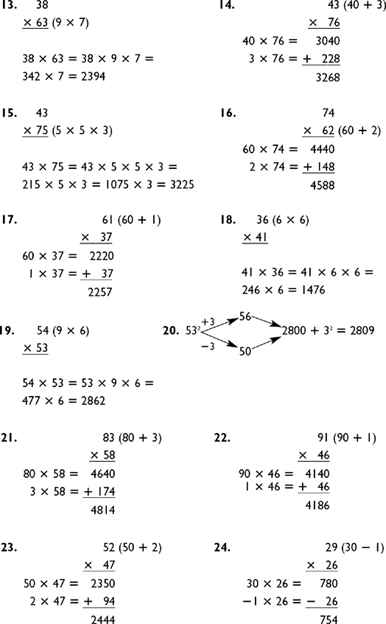 13. 38
× 63 (9 × 7)
38 × 63 = 38 × 9 × 7 =
342 × 7 = 2394
14. 43 (40 + 3)
× 76
40 × 76 = 3040
3 × 76 = + 228
3268
15. 43
× 75 (5 × 5 × 3)
43 × 75 = 43 × 5 × 5 × 3 =
215 × 5 × 3 = 1075 × 3 = 3225
16. 74
× 62 (60 + 2)
60 × 74 = 4440
2 × 74 = + 148
4588
17. 61 (60 + 1)
× 37
60 × 37 = 2220
1 × 37 = + 37
2257
18. 36 (6 × 6)
× 41
41 × 36 = 41 × 6 × 6 =
246 × 6 = 1476
19. 54 (9 × 6)
× 53
54 × 53 = 53 × 9 × 6 =
477 × 6 = 2862
20. 53² +3 56 2800 + 3² = 2809
−3 50
21. 83 (80 + 3)
× 58
80 × 58 = 4640
3 × 58 = + 174
4814
22. 91 (90 + 1)
× 46
90 × 46 = 4140
1 × 46 = + 46
4186
23. 52 (50 + 2)
× 47
50 × 47 = 2350
2 × 47 = + 94
2444
24. 29 (30 − 1)
× 26
30 × 26 = 780
−1 × 26 = − 26
754